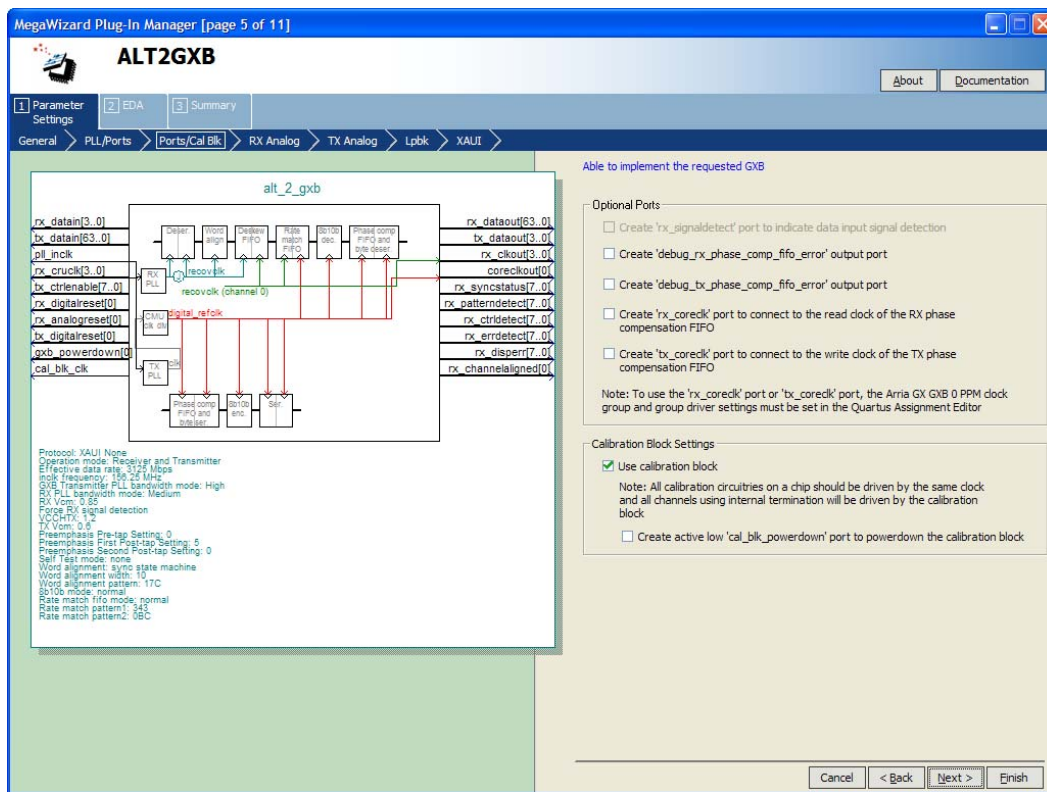 MegaWizard Plug-In Manager [page 5 of 11]
ALT2GXB
About
Documentation
1 Parameter Settings
2 EDA
3 Summary
General
PLL/Ports
Ports/Cal Blk
RX Analog
TX Analog
Lpbk
XAUI
alt_2_gxb
rx_datain[3..0]
tx_datain[63..0]
pll_inclk
rx_cruclk[3..0]
tx_ctrlenable[7..0]
rx_digitalreset[0]
rx_analogreset[0]
tx_digitalreset[0]
gxb_powerdown[0]
cal_blk_clk
Deser.
Word align
Deskew FIFO
Rate match FIFO
8b10b dec.
Phase comp FIFO and byte deser.
RX PLL
recovclk
recovclk (channel 0)
CMU clk div
digital_refclk
TX PLL
clk
Phase comp FIFO and byte ser.
8b10b enc.
Ser.
rx_dataout[63..0]
tx_dataout[3..0]
rx_clkout[3..0]
coreclkout[0]
rx_syncstatus[7..0]
rx_patterndetect[7..0]
rx_ctrldetect[7..0]
rx_errdetect[7..0]
rx_disperr[7..0]
rx_channelaligned[0]
Protocol: XAUI None
Operation mode: Receiver and Transmitter
Effective data rate: 3125 Mbps
inclk frequency: 156.25 MHz
GXB Transmitter PLL bandwidth mode: High
RX PLL bandwidth mode: Medium
RX Vcm: 0.85
Force RX signal detection
VCCHTX: 1.2
TX Vcm: 0.6
Preemphasis Pre-tap Setting: 0
Preemphasis First Post-tap Setting: 5
Preemphasis Second Post-tap Setting: 0
Self Test mode: none
Word alignment: sync state machine
Word alignment width: 10
Word alignment pattern: 17C
8b10b mode: normal
Rate match fifo mode: normal
Rate match pattern1: 343
Rate match pattern2: 0BC
Able to implement the requested GXB
Optional Ports
Create 'rx_signaldetect' port to indicate data input signal detection
Create 'debug_rx_phase_comp_fifo_error' output port
Create 'debug_tx_phase_comp_fifo_error' output port
Create 'rx_coreclk' port to connect to the read clock of the RX phase
compensation FIFO
Create 'tx_coreclk' port to connect to the write clock of the TX phase
compensation FIFO
Note: To use the 'rx_coreclk' port or 'tx_coreclk' port, the Arria GX GXB 0 PPM clock
group and group driver settings must be set in the Quartus Assignment Editor
Calibration Block Settings
Use calibration block
Note: All calibration circuitries on a chip should be driven by the same clock
and all channels using internal termination will be driven by the calibration
block
Create active low 'cal_blk_powerdown' port to powerdown the calibration block
Cancel
< Back
Next >
Finish